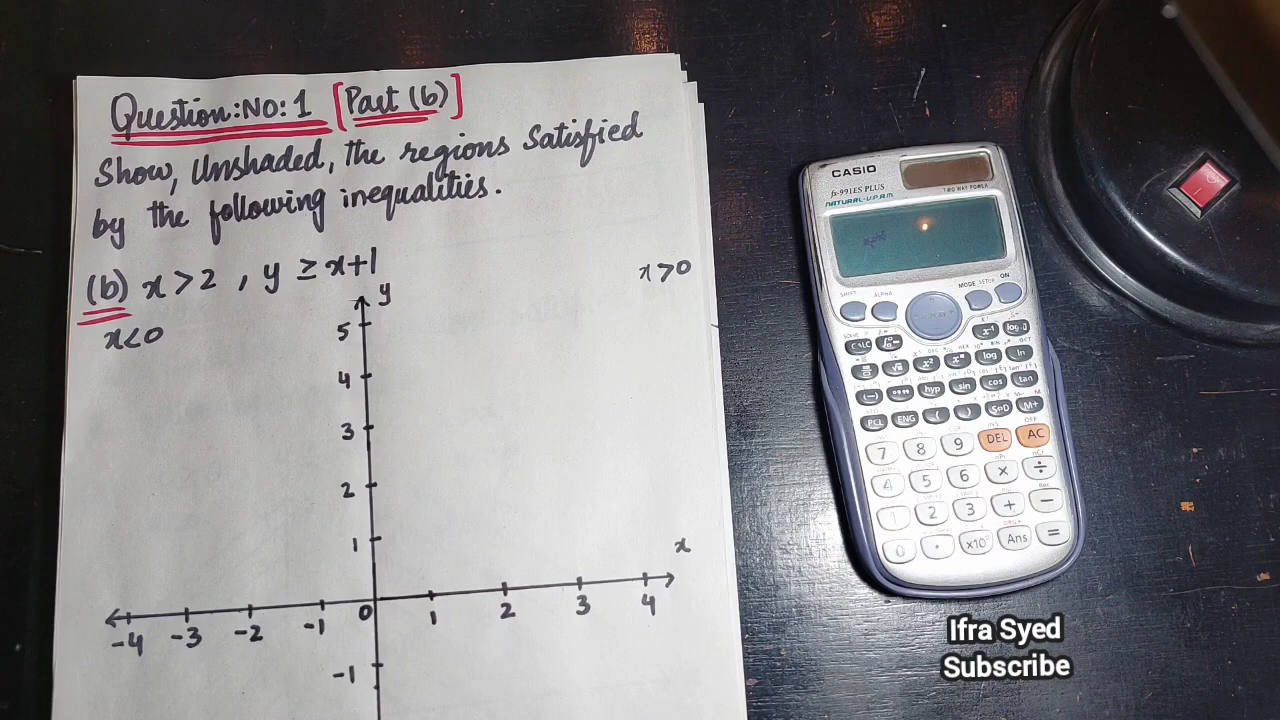 Question:No:1 [Part (b)]
Show, Unshaded, the regions satisfied
by the following inequalities.
(b) x > 2 , y ≥ x+1
x<0
x>0
y
5
4
3
2
1
x
-4 -3 -2 -1 0 1 2 3 4
-1
CASIO
fx-991ES PLUS
TWO WAY POWER
NATURAL-V.P.A.M.
SHIFT ALPHA MODE SETUP ON
CALC x⁻¹
x² log ln
(−) hyp sin cos tan
RCL ENG ( ) S⇔D M+
7 8 9 DEL AC
4 5 6 × ÷
1 2 3 + −
0 . ×10 Ans =
Ifra Syed
Subscribe